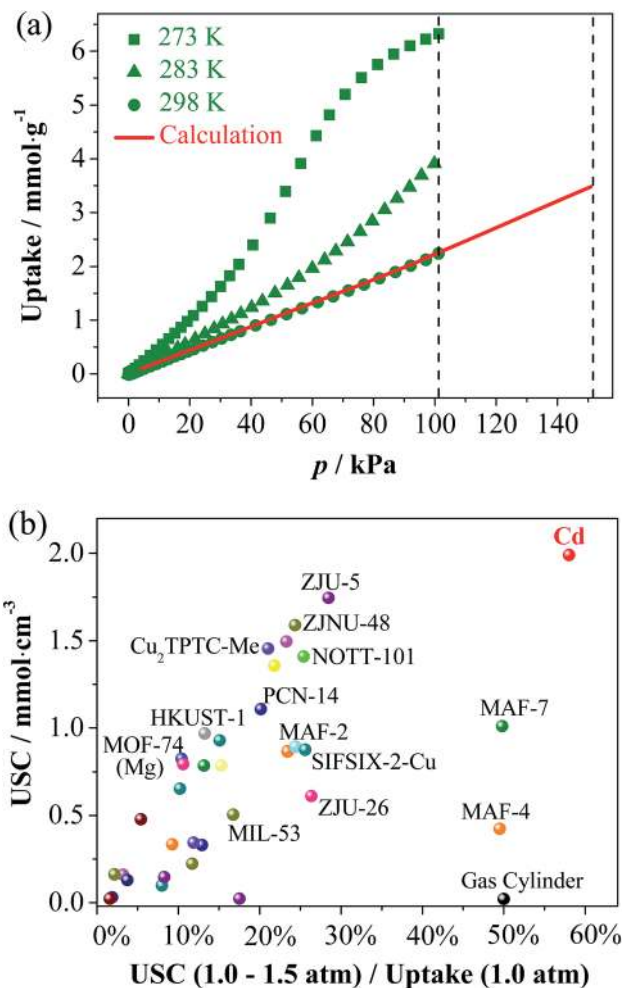 (a)
273 K
283 K
298 K
Calculation
6
5
4
3
2
1
0
Uptake / mmol·g⁻¹
0 20 40 60 80 100 120 140
p / kPa
(b)
Cd
2.0
ZJU-5
ZJNU-48
Cu₂TPTC-Me
1.5
NOTT-101
PCN-14
HKUST-1
MAF-2
MAF-7
1.0
MOF-74
(Mg)
SIFSIX-2-Cu
ZJU-26
MIL-53
MAF-4
0.5
Gas Cylinder
0.0
USC / mmol·cm⁻³
0% 10% 20% 30% 40% 50% 60%
USC (1.0 - 1.5 atm) / Uptake (1.0 atm)